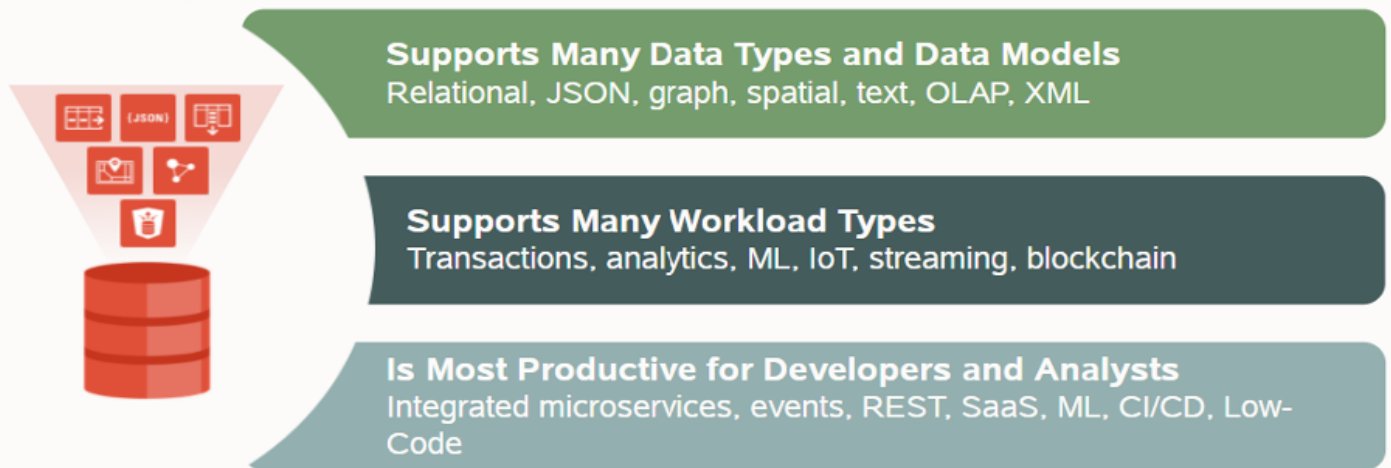 {JSON}
Supports Many Data Types and Data Models
Relational, JSON, graph, spatial, text, OLAP, XML
Supports Many Workload Types
Transactions, analytics, ML, IoT, streaming, blockchain
Is Most Productive for Developers and Analysts
Integrated microservices, events, REST, SaaS, ML, CI/CD, Low-
Code